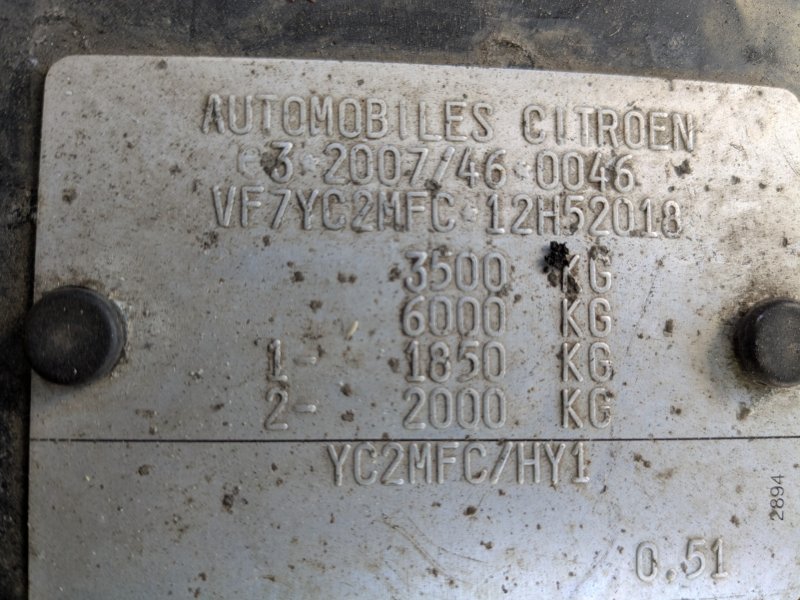 AUTOMOBILES CITROËN
e3*2007/46*0046
VF7YC2MFC*12H52018
3500 KG
6000 KG
1- 1850 KG
2- 2000 KG
YC2MFC/HY1
2894
0.51